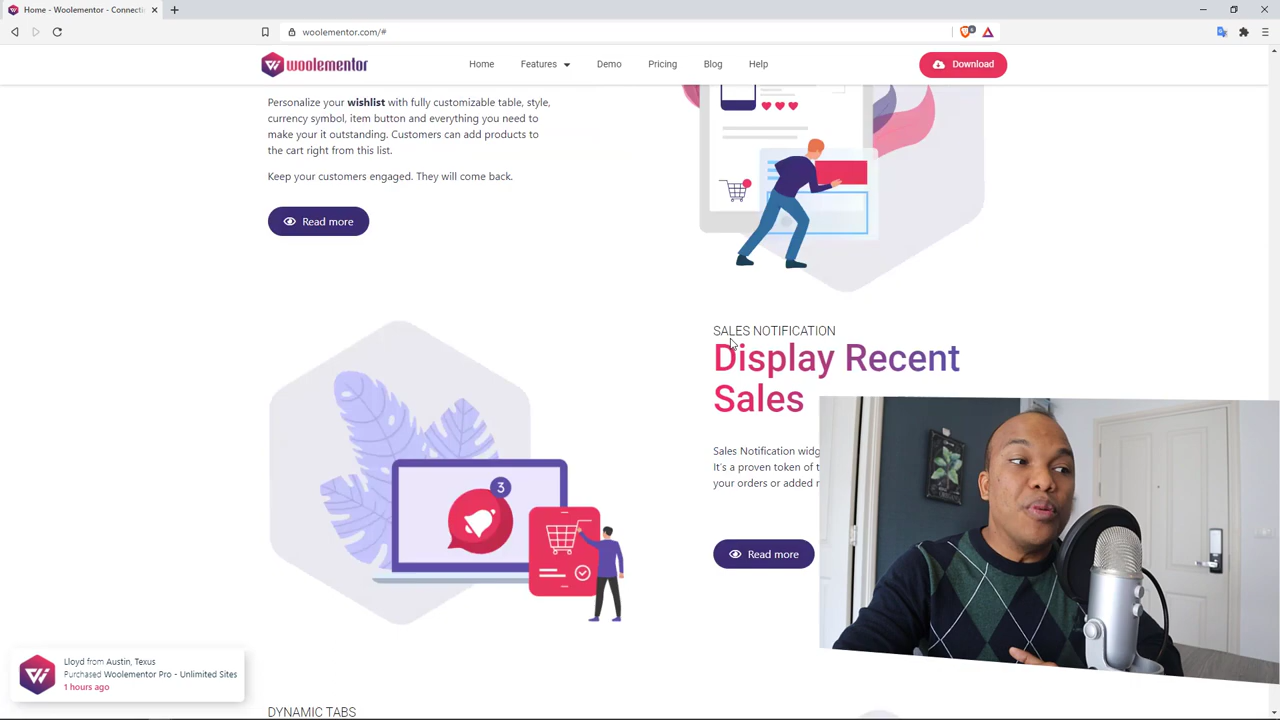 Home - Woolementor - Connecti
woolementor.com/#
woolementor
Home
Features
Demo
Pricing
Blog
Help
Download
Personalize your wishlist with fully customizable table, style,
currency symbol, item button and everything you need to
make your it outstanding. Customers can add products to
the cart right from this list.
Keep your customers engaged. They will come back.
Read more
SALES NOTIFICATION
Display Recent
Sales
Sales Notification widg
It's a proven token of t
your orders or added r
Read more
3
Lloyd from Austin, Texus
Purchased Woolementor Pro - Unlimited Sites
1 hours ago
DYNAMIC TABS